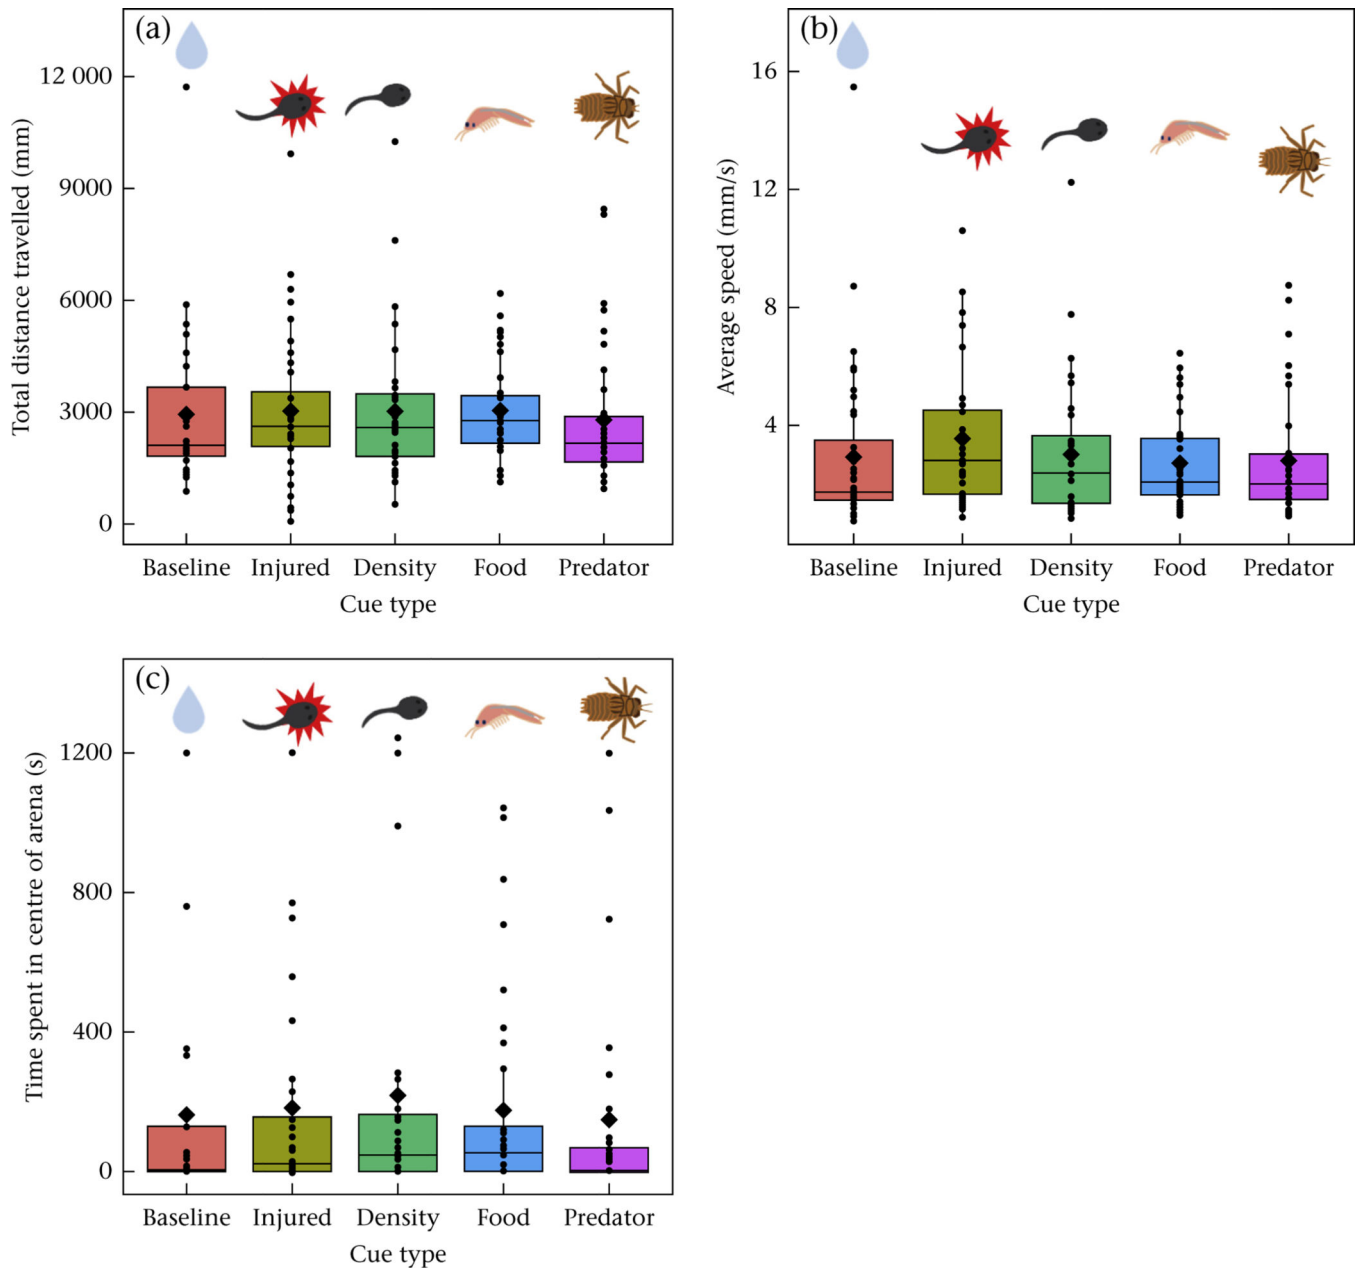 (a)
Total distance travelled (mm)
12 000
9000
6000
3000
0
Baseline Injured Density Food Predator
Cue type
(b)
Average speed (mm/s)
16
12
8
4
Baseline Injured Density Food Predator
Cue type
(c)
Time spent in centre of arena (s)
1200
800
400
0
Baseline Injured Density Food Predator
Cue type